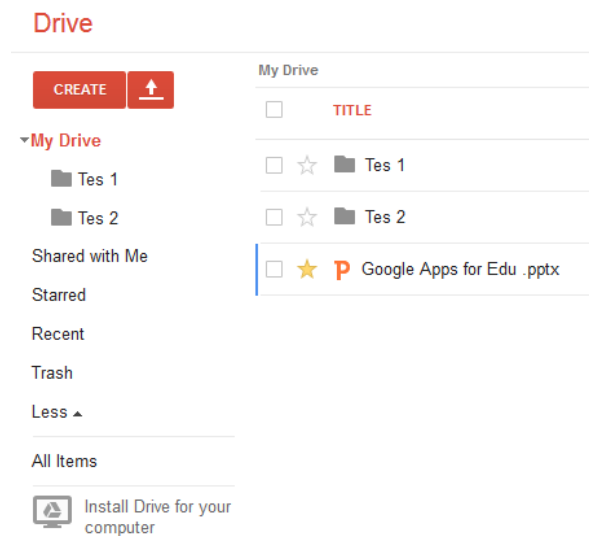 Drive
CREATE
My Drive
Tes 1
Tes 2
Shared with Me
Starred
Recent
Trash
Less
All Items
Install Drive for your
computer
My Drive
TITLE
Tes 1
Tes 2
Google Apps for Edu .pptx